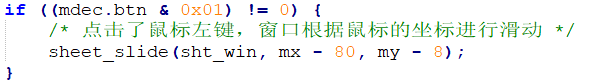 if ((mdec.btn & 0x01) != 0) {
/* 点击了鼠标左键，窗口根据鼠标的坐标进行滑动 */
sheet_slide(sht_win, mx - 80, my - 8);
}